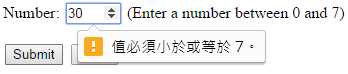 Number: 30 (Enter a number between 0 and 7)
值必須小於或等於 7。
Submit